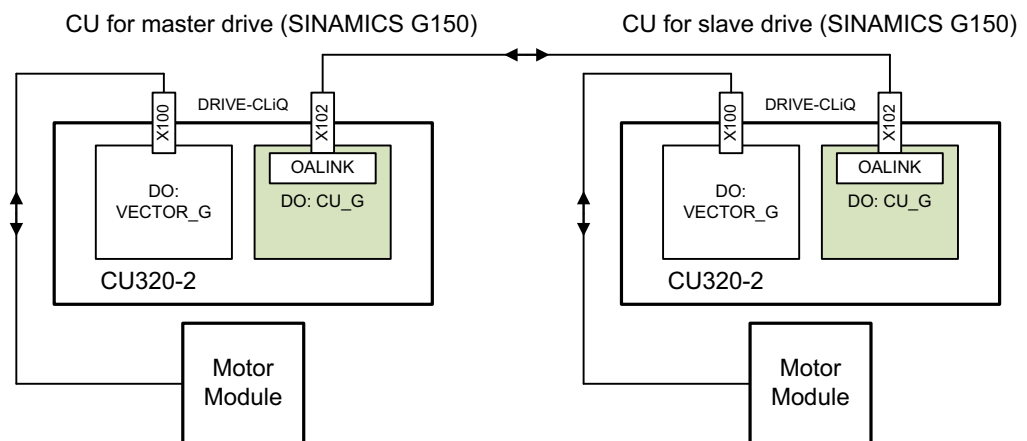 CU for master drive (SINAMICS G150)
CU for slave drive (SINAMICS G150)
X100
DRIVE-CLiQ
X102
X100
DRIVE-CLiQ
X102
OALINK
OALINK
DO:
VECTOR_G
DO: CU_G
DO:
VECTOR_G
DO: CU_G
CU320-2
CU320-2
Motor
Module
Motor
Module